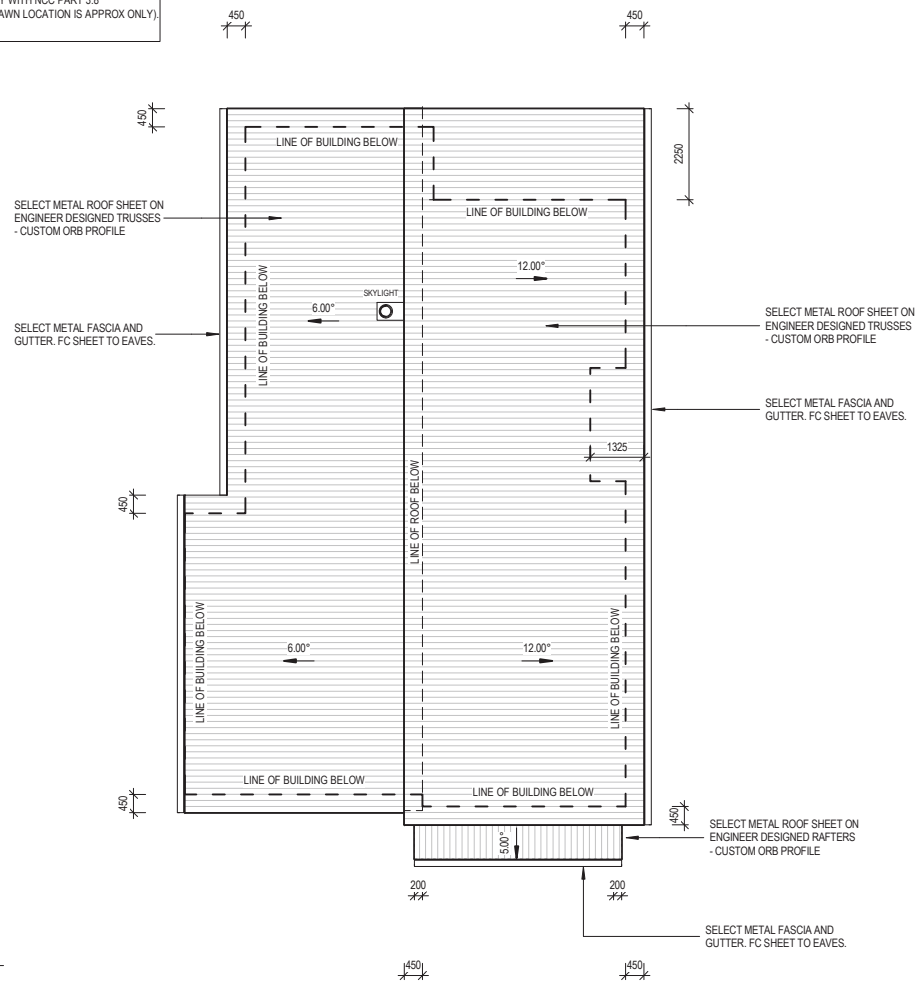 WITH NCC PART 3.8
AWN LOCATION IS APPROX ONLY).
450
450
450
LINE OF BUILDING BELOW
2250
SELECT METAL ROOF SHEET ON
ENGINEER DESIGNED TRUSSES
- CUSTOM ORB PROFILE
LINE OF BUILDING BELOW
12.00°
LINE OF BUILDING BELOW
SKYLIGHT
6.00°
SELECT METAL FASCIA AND
GUTTER. FC SHEET TO EAVES.
SELECT METAL ROOF SHEET ON
ENGINEER DESIGNED TRUSSES
- CUSTOM ORB PROFILE
SELECT METAL FASCIA AND
GUTTER. FC SHEET TO EAVES.
1325
LINE OF ROOF BELOW
450
LINE OF BUILDING BELOW
6.00°
12.00°
LINE OF BUILDING BELOW
LINE OF BUILDING BELOW
LINE OF BUILDING BELOW
450
450
SELECT METAL ROOF SHEET ON
ENGINEER DESIGNED RAFTERS
- CUSTOM ORB PROFILE
5.00°
200
200
SELECT METAL FASCIA AND
GUTTER. FC SHEET TO EAVES.
450
450